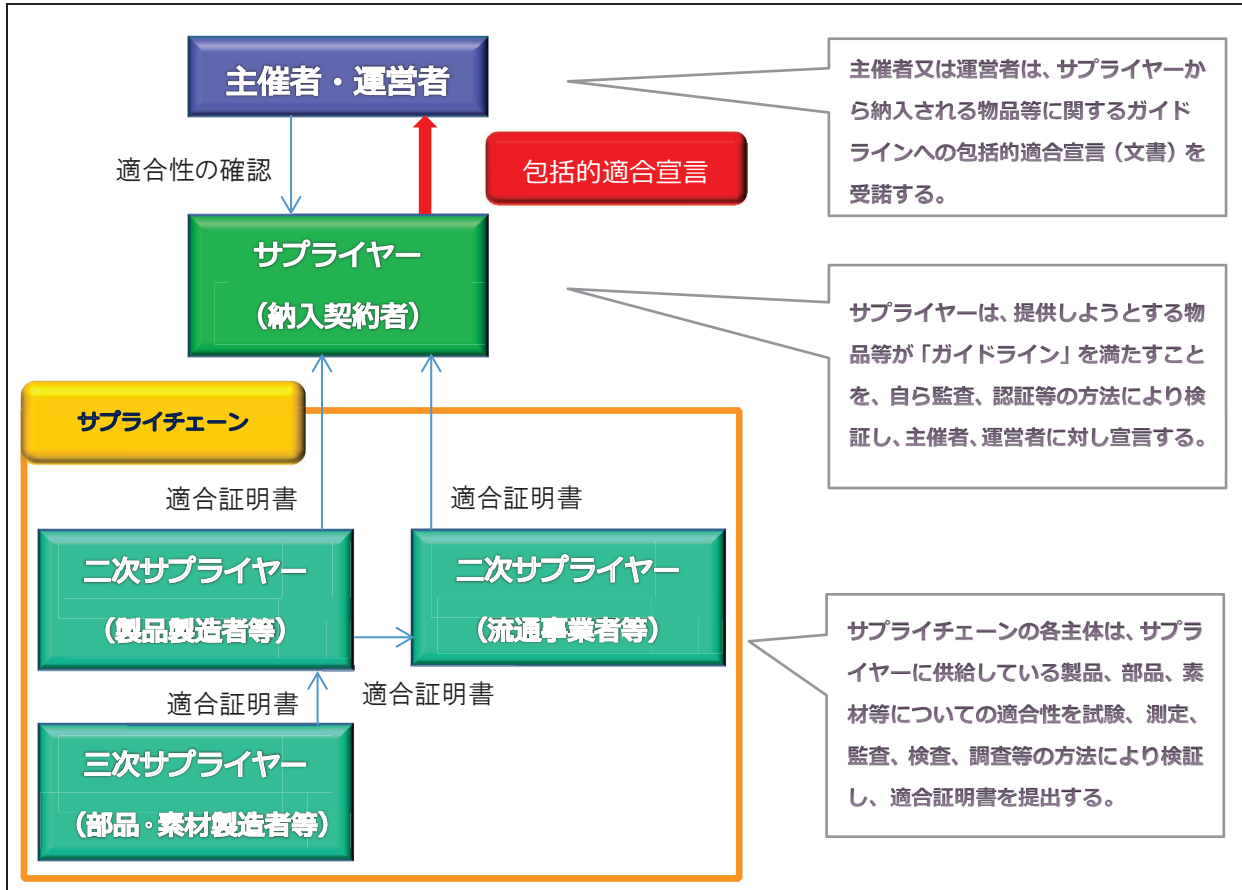 主催者・運営者
適合性の確認
包括的適合宣言
サプライヤー
（納入契約者）
サプライチェーン
適合証明書
適合証明書
二次サプライヤー
（製品製造者等）
二次サプライヤー
（流通事業者等）
適合証明書
適合証明書
三次サプライヤー
（部品・素材製造者等）
主催者又は運営者は、サプライヤーか
ら納入される物品等に関するガイド
ラインへの包括的適合宣言（文書）を
受諾する。
サプライヤーは、提供しようとする物
品等が「ガイドライン」を満たすこと
を、自ら監査、認証等の方法により検
証し、主催者、運営者に対し宣言する。
サプライチェーンの各主体は、サプラ
イヤーに供給している製品、部品、素
材等についての適合性を試験、測定、
監査、検査、調査等の方法により検証
し、適合証明書を提出する。